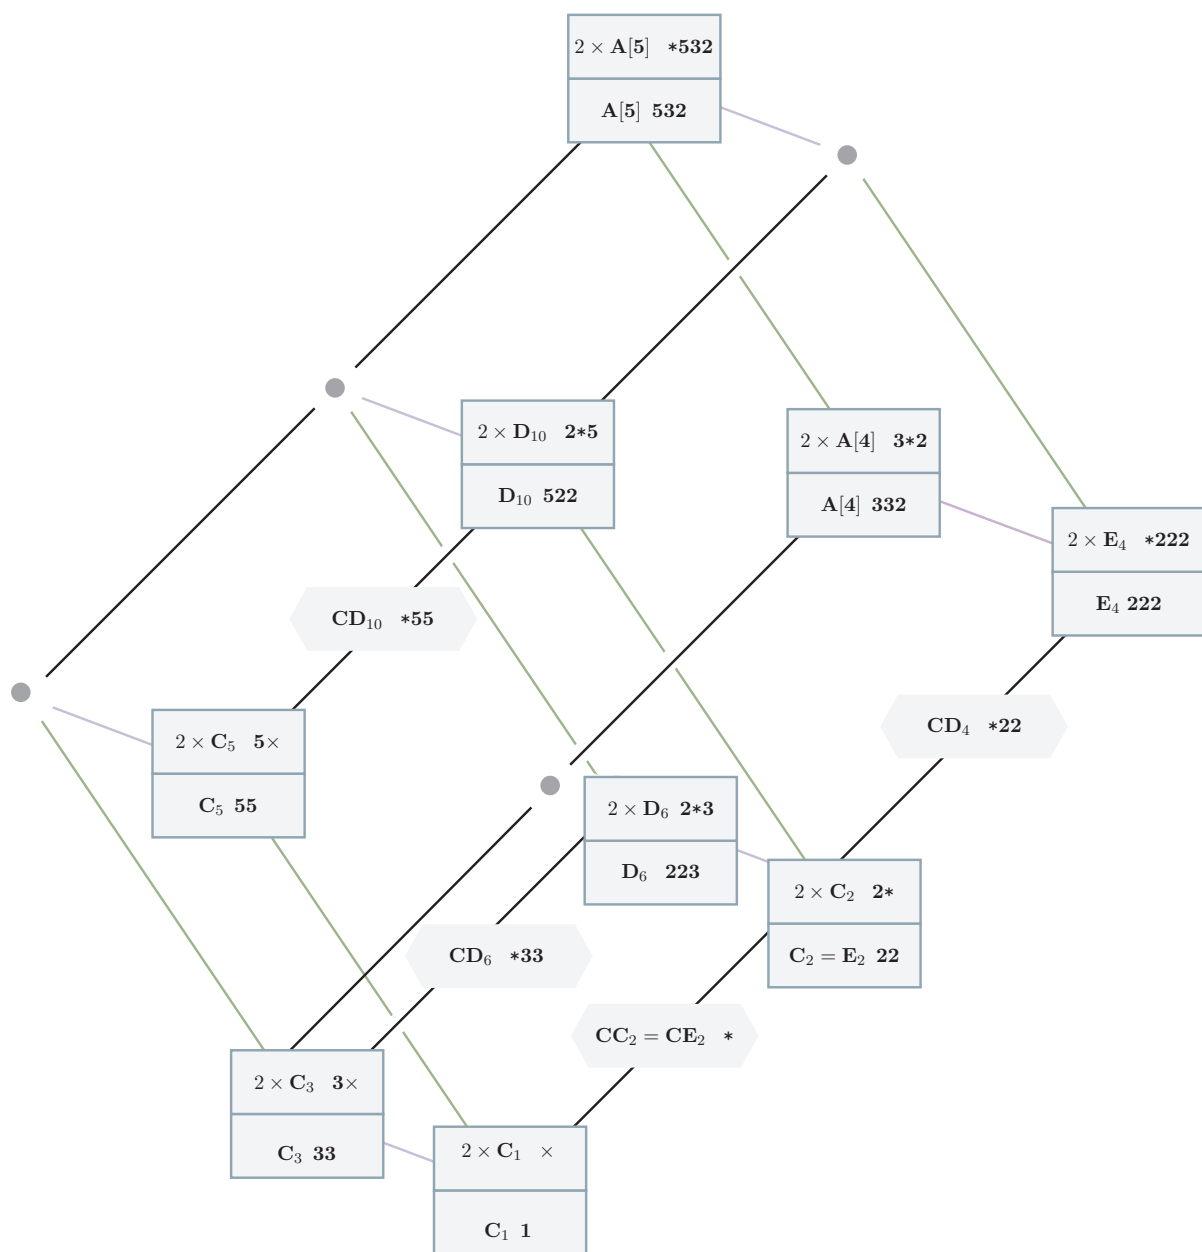 2 × A[5] *532
A[5] 532
2 × D₁₀ 2*5
D₁₀ 522
2 × A[4] 3*2
A[4] 332
2 × E₄ *222
E₄ 222
CD₁₀ *55
CD₄ *22
2 × C₅ 5×
C₅ 55
2 × D₆ 2*3
D₆ 223
2 × C₂ 2*
C₂ = E₂ 22
CD₆ *33
CC₂ = CE₂ *
2 × C₃ 3×
C₃ 33
2 × C₁ ×
C₁ 1